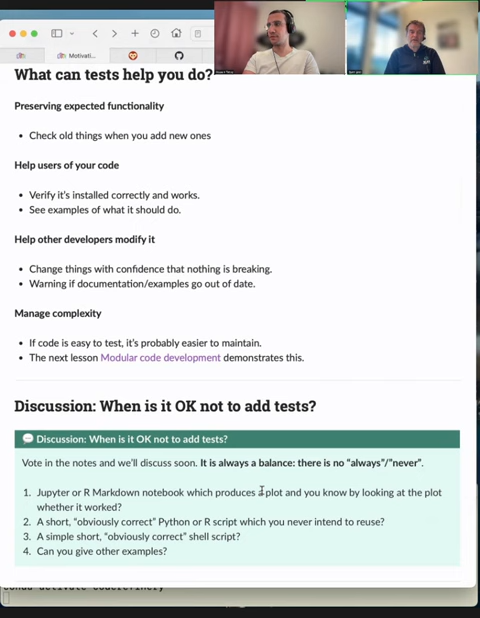 Motivati...
What can tests help you do?
Preserving expected functionality
• Check old things when you add new ones
Help users of your code
• Verify it's installed correctly and works.
• See examples of what it should do.
Help other developers modify it
• Change things with confidence that nothing is breaking.
• Warning if documentation/examples go out of date.
Manage complexity
• If code is easy to test, it's probably easier to maintain.
• The next lesson Modular code development demonstrates this.
Discussion: When is it OK not to add tests?
💬 Discussion: When is it OK not to add tests?
Vote in the notes and we'll discuss soon. It is always a balance: there is no "always"/"never".
1. Jupyter or R Markdown notebook which produces a plot and you know by looking at the plot
whether it worked?
2. A short, "obviously correct" Python or R script which you never intend to reuse?
3. A simple short, "obviously correct" shell script?
4. Can you give other examples?